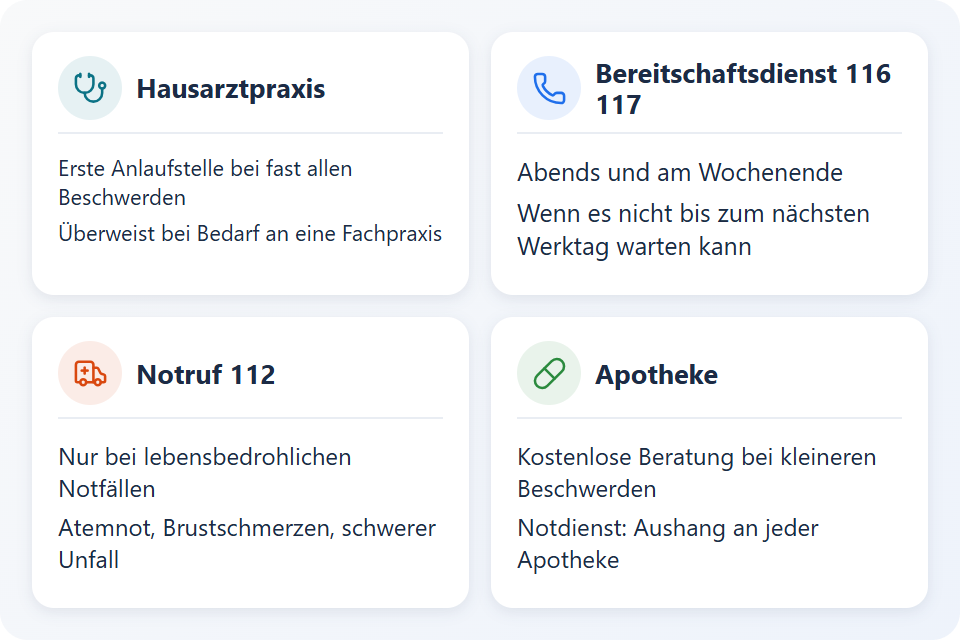 Hausarztpraxis
Erste Anlaufstelle bei fast allen
Beschwerden
Überweist bei Bedarf an eine Fachpraxis
Bereitschaftsdienst 116
117
Abends und am Wochenende
Wenn es nicht bis zum nächsten
Werktag warten kann
Notruf 112
Nur bei lebensbedrohlichen
Notfällen
Atemnot, Brustschmerzen, schwerer
Unfall
Apotheke
Kostenlose Beratung bei kleineren
Beschwerden
Notdienst: Aushang an jeder
Apotheke